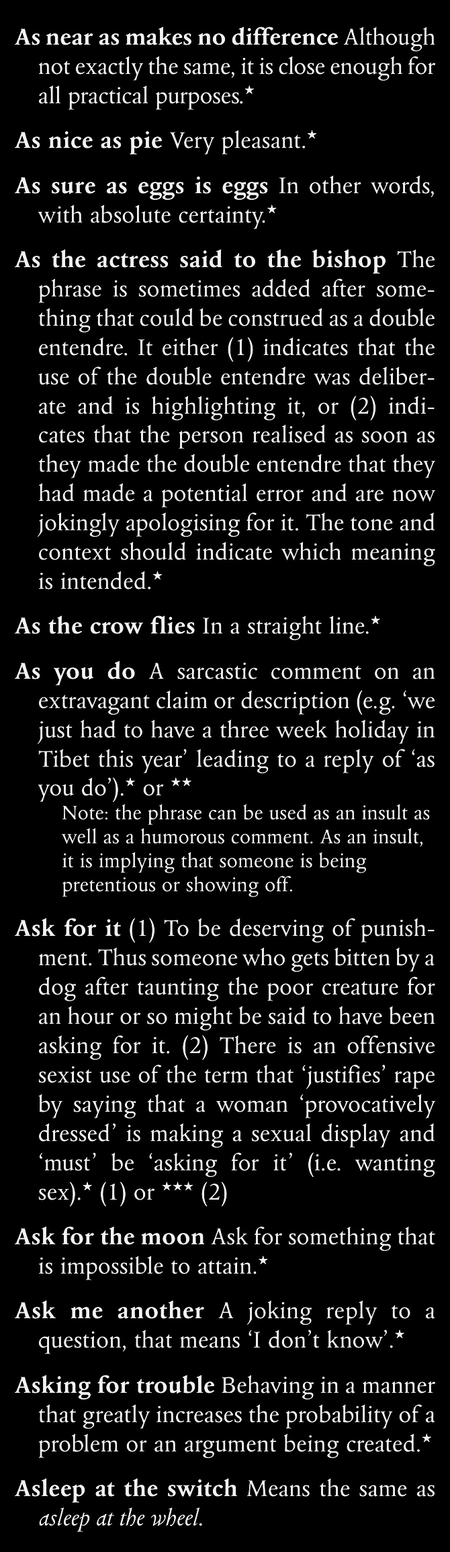 As near as makes no difference Although
not exactly the same, it is close enough for
all practical purposes.★
As nice as pie Very pleasant.★
As sure as eggs is eggs In other words,
with absolute certainty.★
As the actress said to the bishop The
phrase is sometimes added after some-
thing that could be construed as a double
entendre. It either (1) indicates that the
use of the double entendre was deliber-
ate and is highlighting it, or (2) indi-
cates that the person realised as soon as
they made the double entendre that they
had made a potential error and are now
jokingly apologising for it. The tone and
context should indicate which meaning
is intended.★
As the crow flies In a straight line.★
As you do A sarcastic comment on an
extravagant claim or description (e.g. ‘we
just had to have a three week holiday in
Tibet this year’ leading to a reply of ‘as
you do’).★ or ★★
Note: the phrase can be used as an insult as
well as a humorous comment. As an insult,
it is implying that someone is being
pretentious or showing off.
Ask for it (1) To be deserving of punish-
ment. Thus someone who gets bitten by a
dog after taunting the poor creature for
an hour or so might be said to have been
asking for it. (2) There is an offensive
sexist use of the term that ‘justifies’ rape
by saying that a woman ‘provocatively
dressed’ is making a sexual display and
‘must’ be ‘asking for it’ (i.e. wanting
sex).★ (1) or ★★★ (2)
Ask for the moon Ask for something that
is impossible to attain.★
Ask me another A joking reply to a
question, that means ‘I don’t know’.★
Asking for trouble Behaving in a manner
that greatly increases the probability of a
problem or an argument being created.★
Asleep at the switch Means the same as
asleep at the wheel.